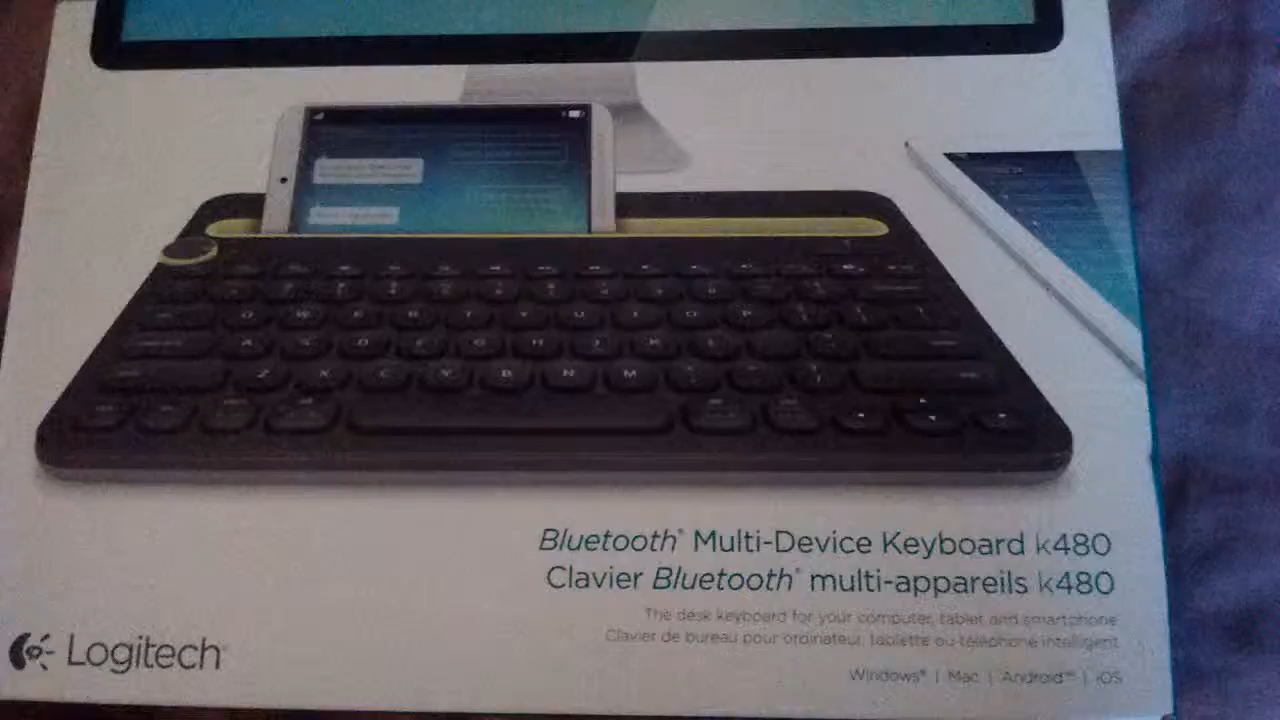 Q W E R T Y U I O P
A S D F G H J K L
Z X C V B N M
Bluetooth® Multi-Device Keyboard k480
Clavier Bluetooth® multi-appareils k480
The desk keyboard for your computer, tablet and smartphone
Clavier de bureau pour ordinateur, tablette ou téléphone intelligent
Logitech
Windows® | Mac | Android™ | iOS